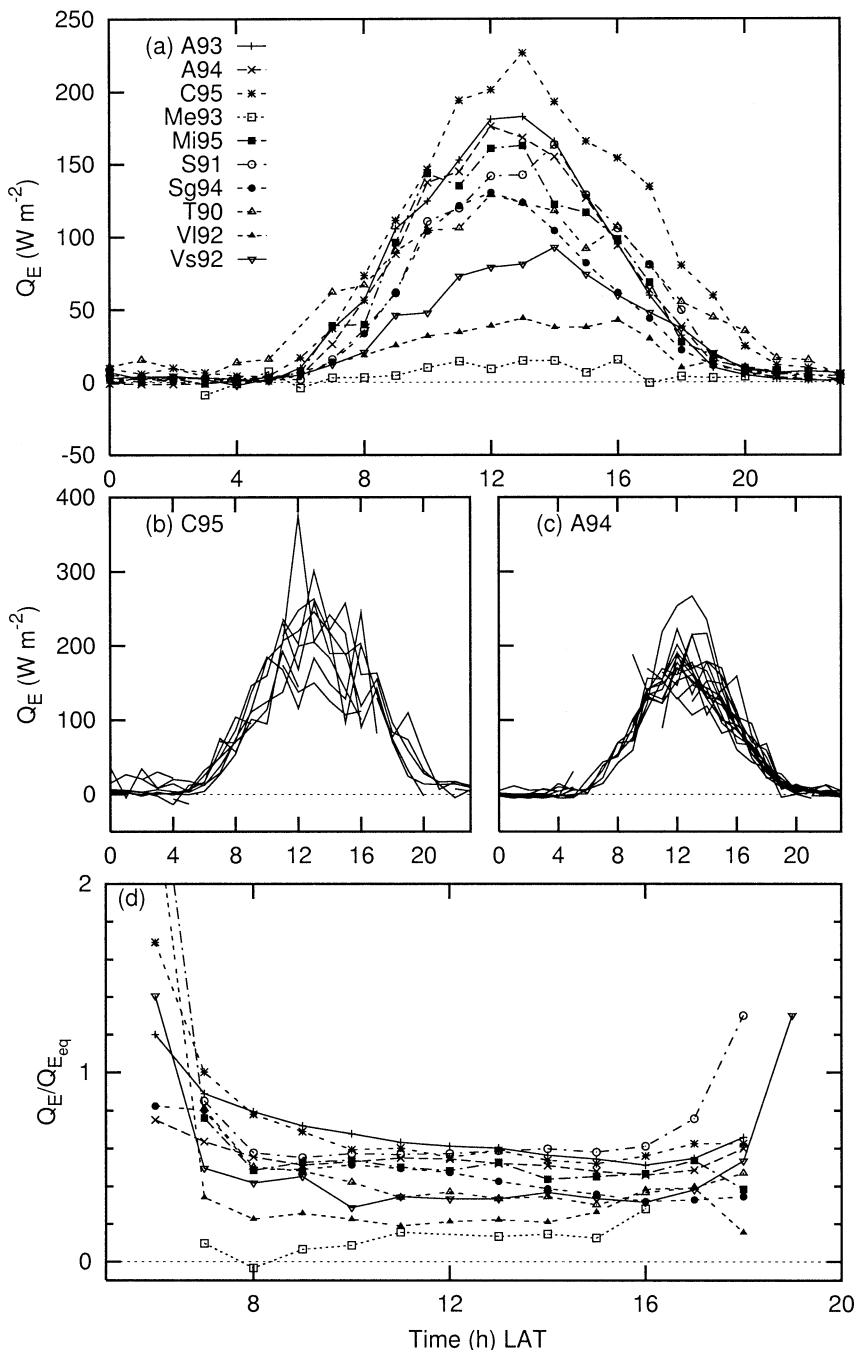 250
200
150
100
50
0
-50
Q_E (W m^-2)
(a) A93
A94
C95
Me93
Mi95
S91
Sg94
T90
Vl92
Vs92
0 4 8 12 16 20
400
300
200
100
0
Q_E (W m^-2)
(b) C95
(c) A94
0 4 8 12 16 20
0 4 8 12 16 20
2
1
0
Q_E/Q_E_eq
(d)
8 12 16 20
Time (h) LAT